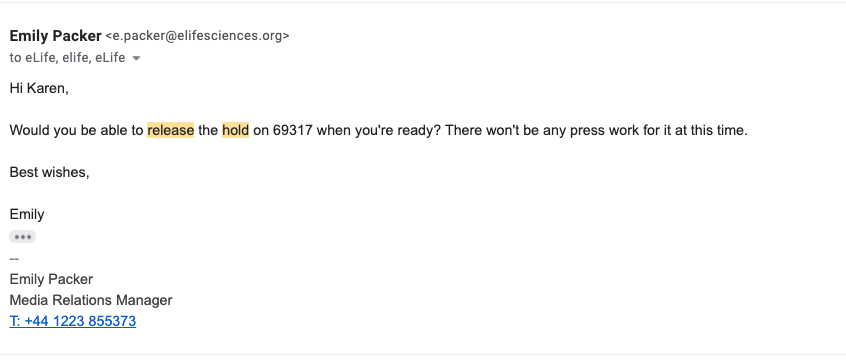 Emily Packer <e.packer@elifesciences.org>
to eLife, elife, eLife
Hi Karen,
Would you be able to release the hold on 69317 when you're ready? There won't be any press work for it at this time.
Best wishes,
Emily
--
Emily Packer
Media Relations Manager
T: +44 1223 855373